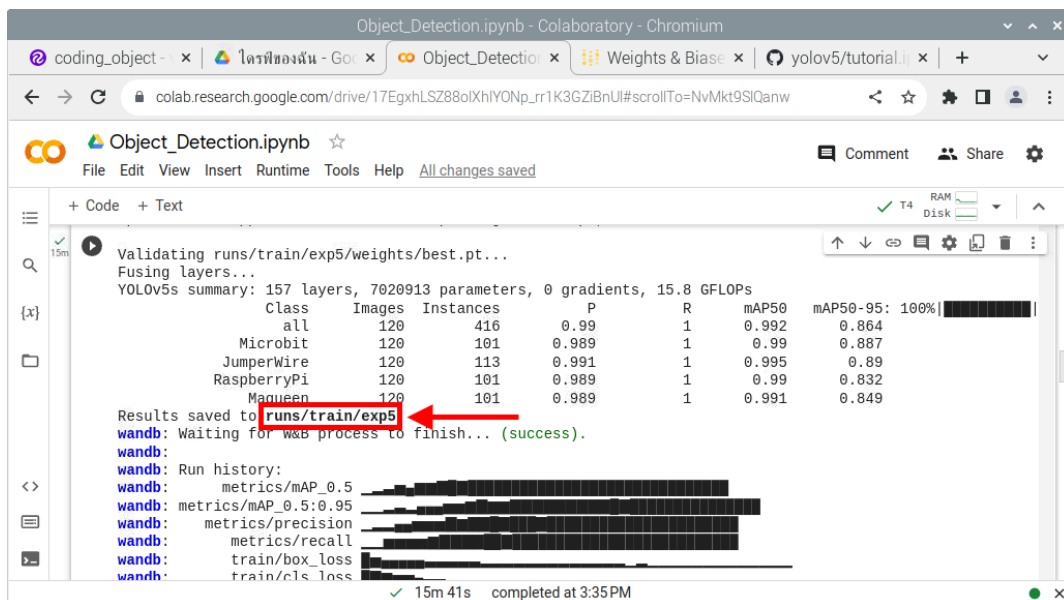 Object_Detection.ipynb - Colaboratory - Chromium
coding_object -
ไดรฟ์ของฉัน - Goo
Object_Detection
Weights & Biase
yolov5/tutorial.i
colab.research.google.com/drive/17EgxhLSZ88oIXhIYONp_rr1K3GZiBnUl#scrollTo=NvMkt9SlQanw
CO
Object_Detection.ipynb
Comment
Share
File Edit View Insert Runtime Tools Help All changes saved
+ Code + Text
T4
RAM
Disk
15m
{x}
Validating runs/train/exp5/weights/best.pt...
Fusing layers...
YOLOv5s summary: 157 layers, 7020913 parameters, 0 gradients, 15.8 GFLOPs
Class Images Instances P R mAP50 mAP50-95: 100%
all 120 416 0.99 1 0.992 0.864
Microbit 120 101 0.989 1 0.99 0.887
JumperWire 120 113 0.991 1 0.995 0.89
RaspberryPi 120 101 0.989 1 0.99 0.832
Maqueen 120 101 0.989 1 0.991 0.849
Results saved to runs/train/exp5
wandb: Waiting for W&B process to finish... (success).
wandb:
wandb: Run history:
wandb: metrics/mAP_0.5
wandb: metrics/mAP_0.5:0.95
wandb: metrics/precision
wandb: metrics/recall
wandb: train/box_loss
wandb: train/cls_loss
15m 41s completed at 3:35 PM